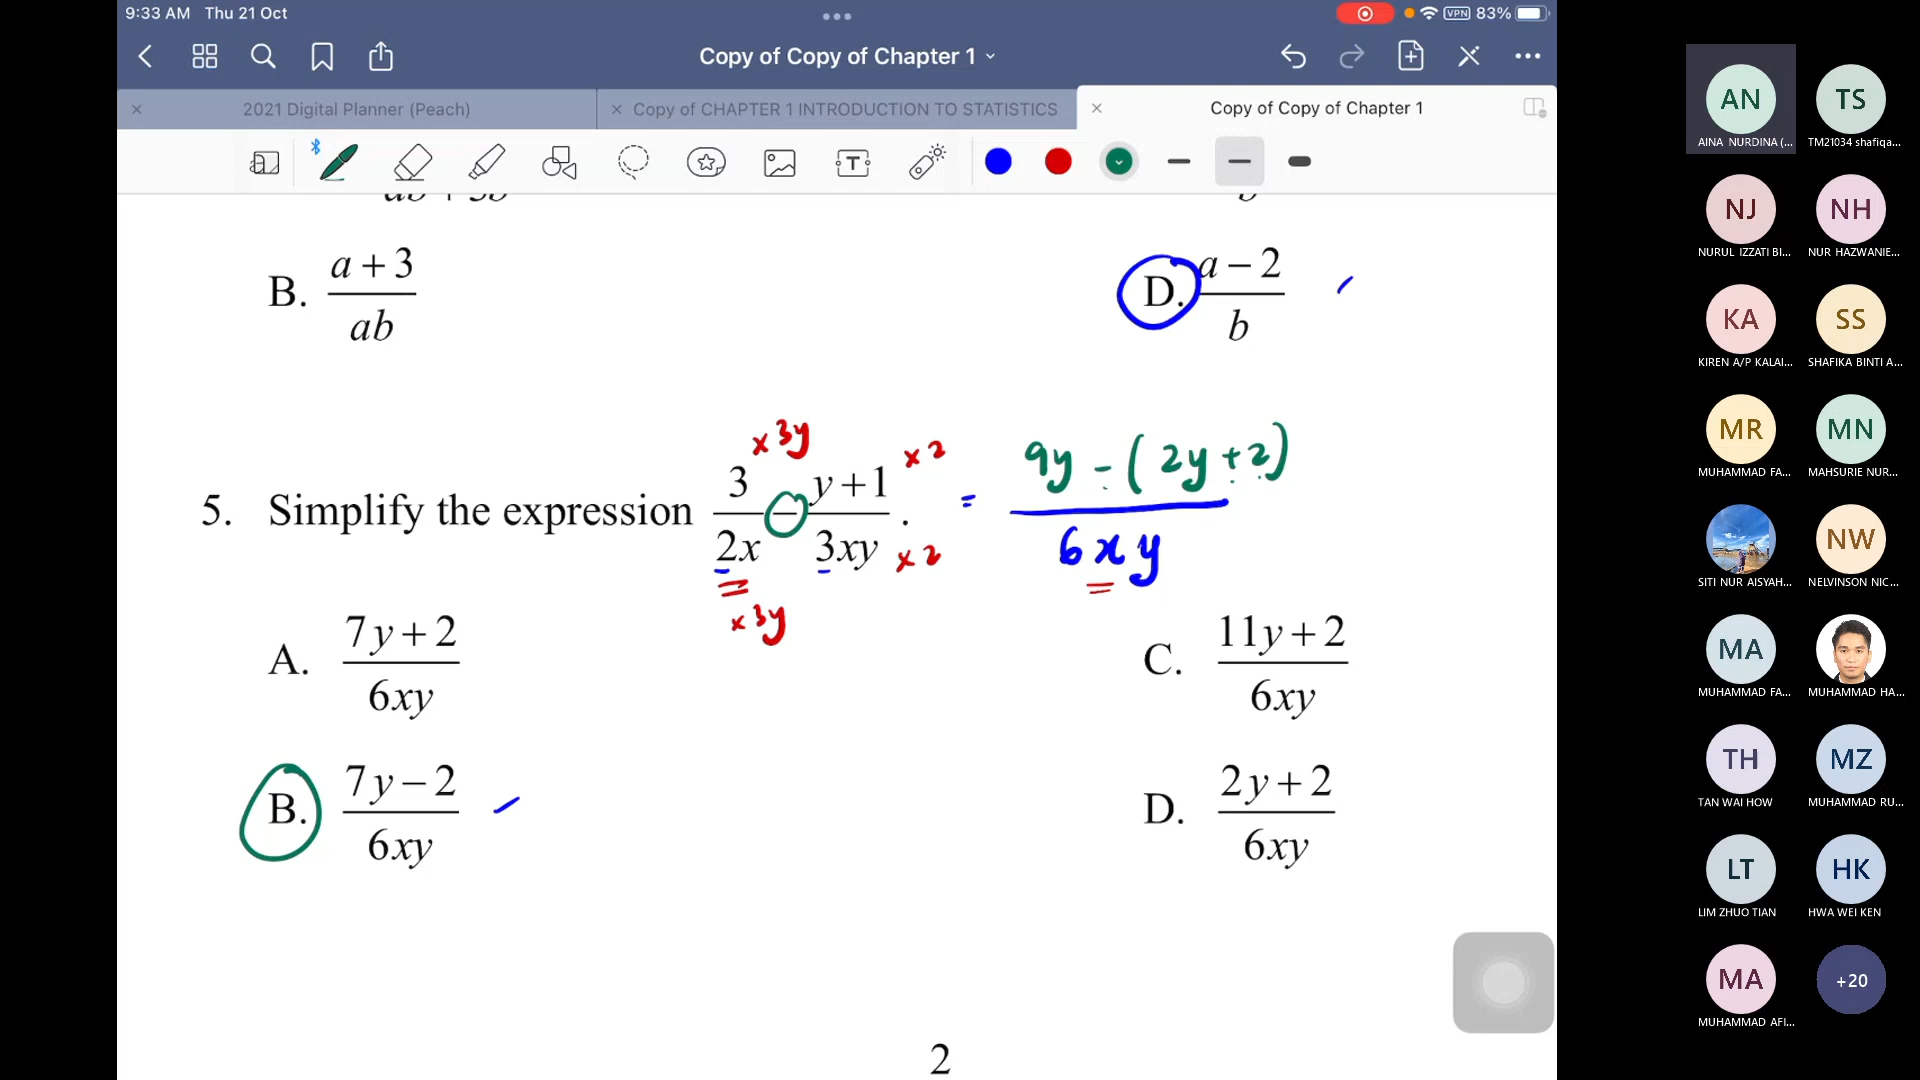 9:33 AM Thu 21 Oct
VPN 83%
Copy of Copy of Chapter 1
2021 Digital Planner (Peach)
Copy of CHAPTER 1 INTRODUCTION TO STATISTICS
Copy of Copy of Chapter 1
B. a + 3 / ab
D. a − 2 / b
×3y ×2
5. Simplify the expression 3/2x − y+1/3xy . = 9y − (2y + 2) / 6xy
×2
×3y
A. 7y + 2 / 6xy
C. 11y + 2 / 6xy
B. 7y − 2 / 6xy
D. 2y + 2 / 6xy
2
AN TS
AINA NURDINA (... TM21034 shafiqa...
NJ NH
NURUL IZZATI BI... NUR HAZWANIE...
KA SS
KIREN A/P KALAI... SHAFIKA BINTI A...
MR MN
MUHAMMAD FA... MAHSURIE NUR...
NW
SITI NUR AISYAH... NELVINSON NIC...
MA
MUHAMMAD FA... MUHAMMAD HA...
TH MZ
TAN WAI HOW MUHAMMAD RU...
LT HK
LIM ZHUO TIAN HWA WEI KEN
MA +20
MUHAMMAD AFI...